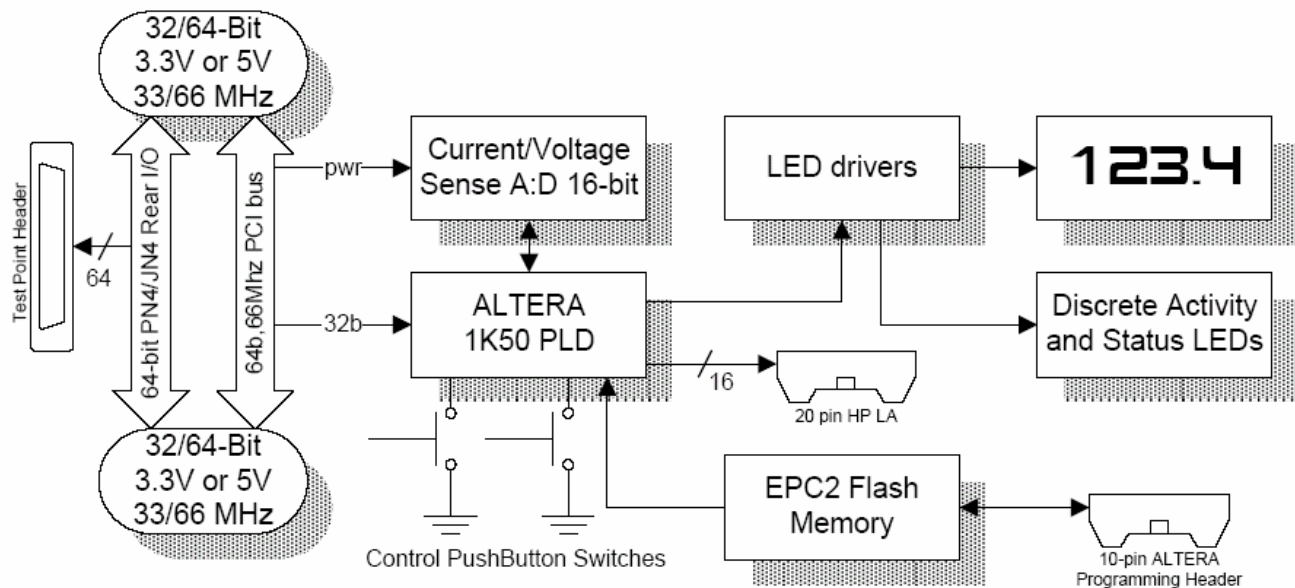 32/64-Bit
3.3V or 5V
33/66 MHz
Test Point Header
64
64-bit PN4/JN4 Rear I/O
64b,66Mhz PCI bus
pwr
Current/Voltage
Sense A:D 16-bit
LED drivers
123.4
32b
ALTERA
1K50 PLD
Discrete Activity
and Status LEDs
16
20 pin HP LA
32/64-Bit
3.3V or 5V
33/66 MHz
Control PushButton Switches
EPC2 Flash
Memory
10-pin ALTERA
Programming Header